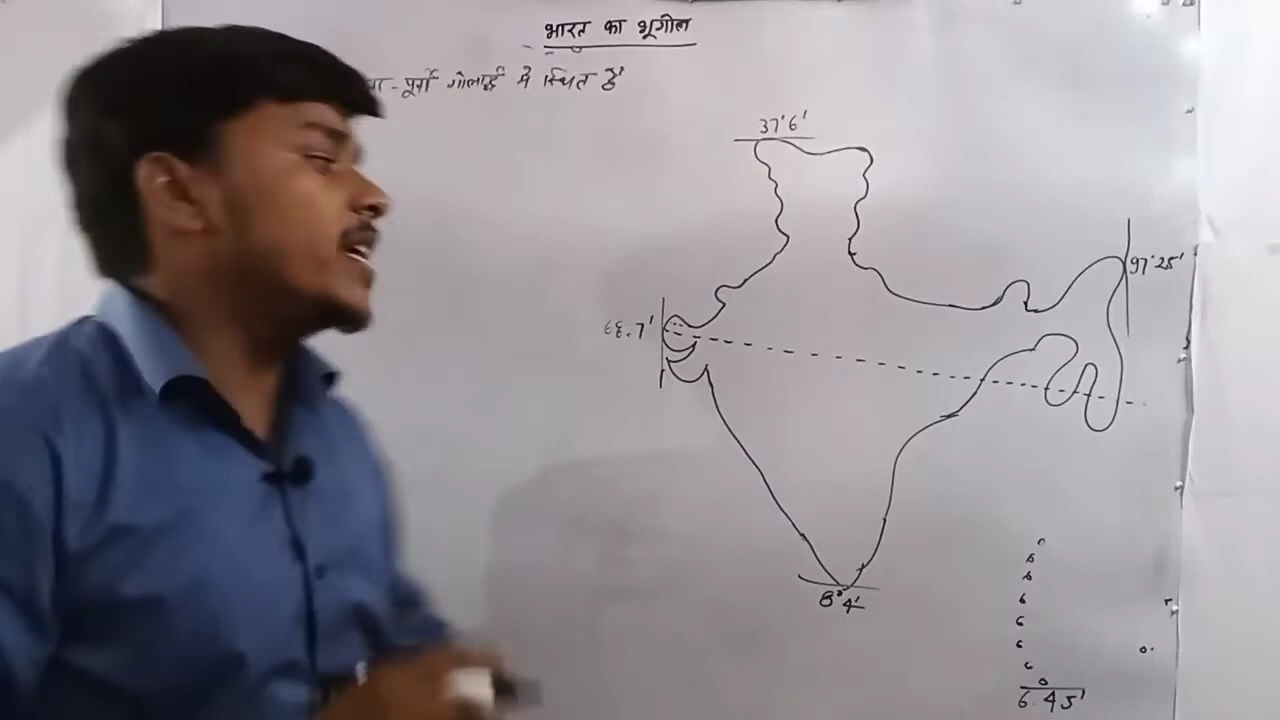 भारत का भूगोल
पूर्वी गोलार्द्ध में स्थित है
37°6'
97°25'
68.7'
8°4'
6.45'